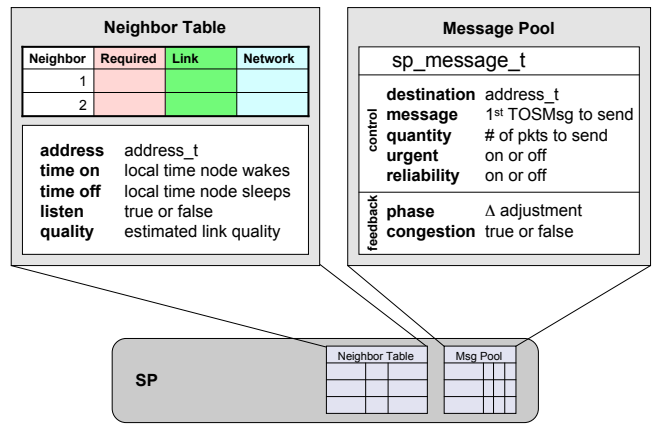 Neighbor Table
Neighbor Required Link Network
1
2
address address_t
time on local time node wakes
time off local time node sleeps
listen true or false
quality estimated link quality
Message Pool
sp_message_t
control
destination address_t
message 1st TOSMsg to send
quantity # of pkts to send
urgent on or off
reliability on or off
feedback
phase Δ adjustment
congestion true or false
SP
Neighbor Table
Msg Pool